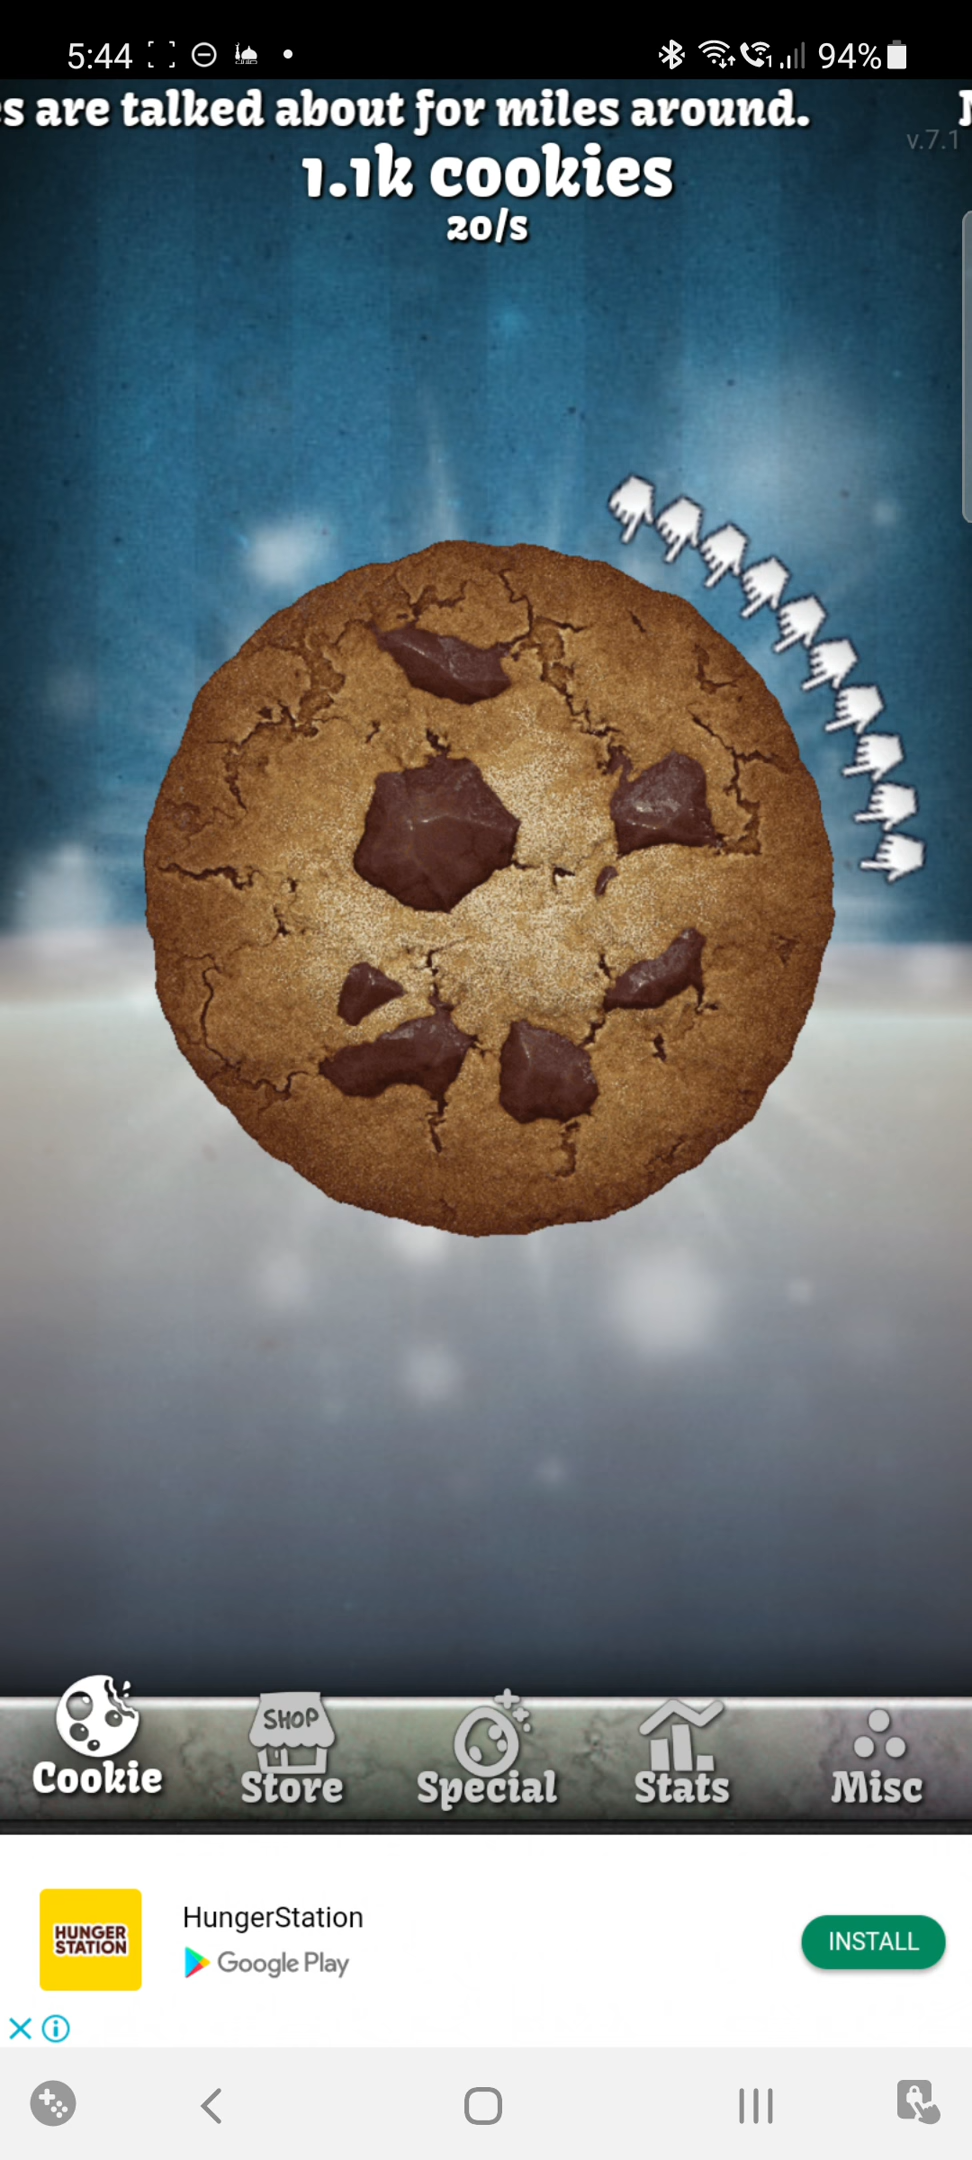 5:44
94%
s are talked about for miles around.
v.7.1
1.1k cookies
20/s
Cookie
SHOP
Store
Special
Stats
Misc
HUNGER
STATION
HungerStation
Google Play
INSTALL